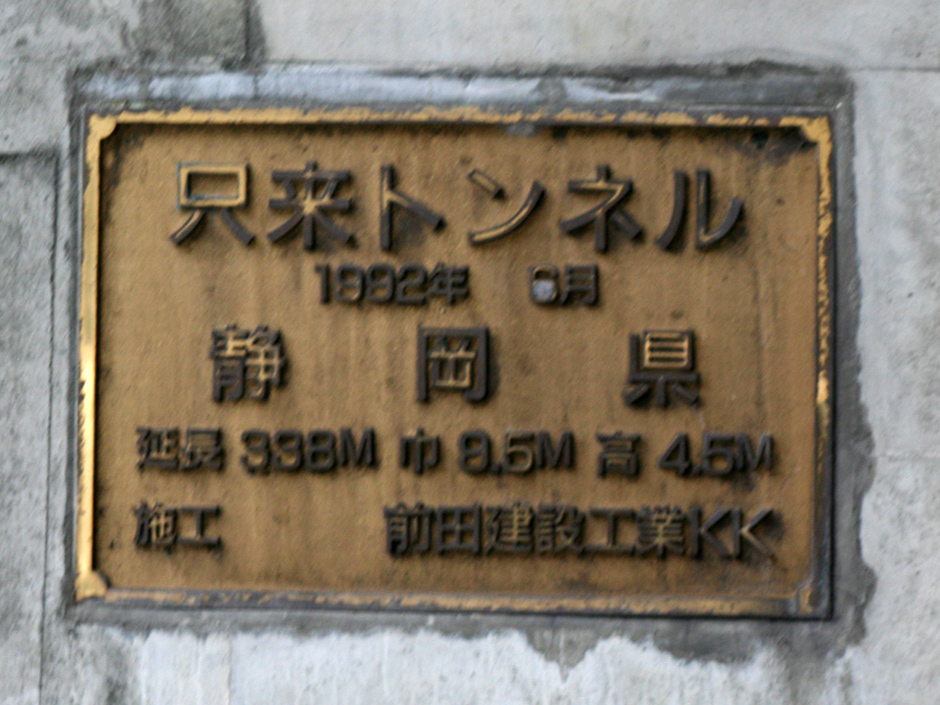 只来トンネル
1992年 6月
静岡県
延長 338M 巾 9.5M 高 4.5M
施工 前田建設工業KK